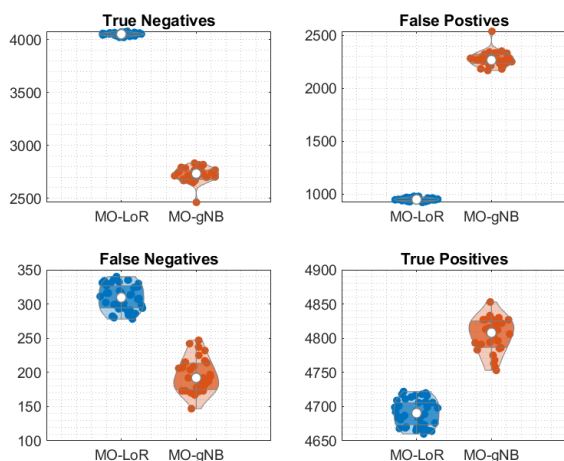 True Negatives
4000
3500
3000
2500
MO-LoR MO-gNB
False Postives
2500
2000
1500
1000
MO-LoR MO-gNB
False Negatives
350
300
250
200
150
100
MO-LoR MO-gNB
True Positives
4900
4850
4800
4750
4700
4650
MO-LoR MO-gNB